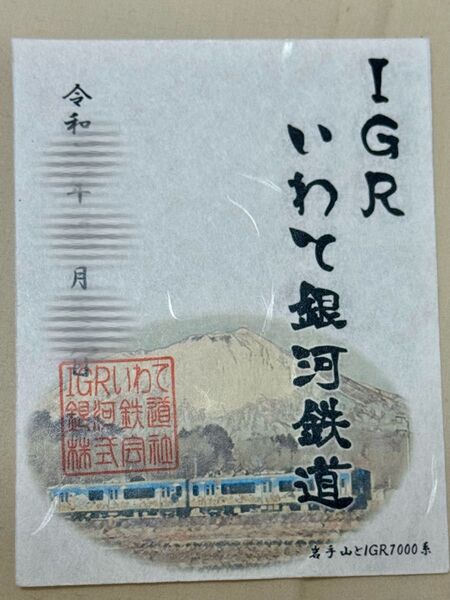 IGR
いわて銀河鉄道
令和 年 月
IGRいわて
銀河鉄道
株式会社
岩手山とIGR7000系